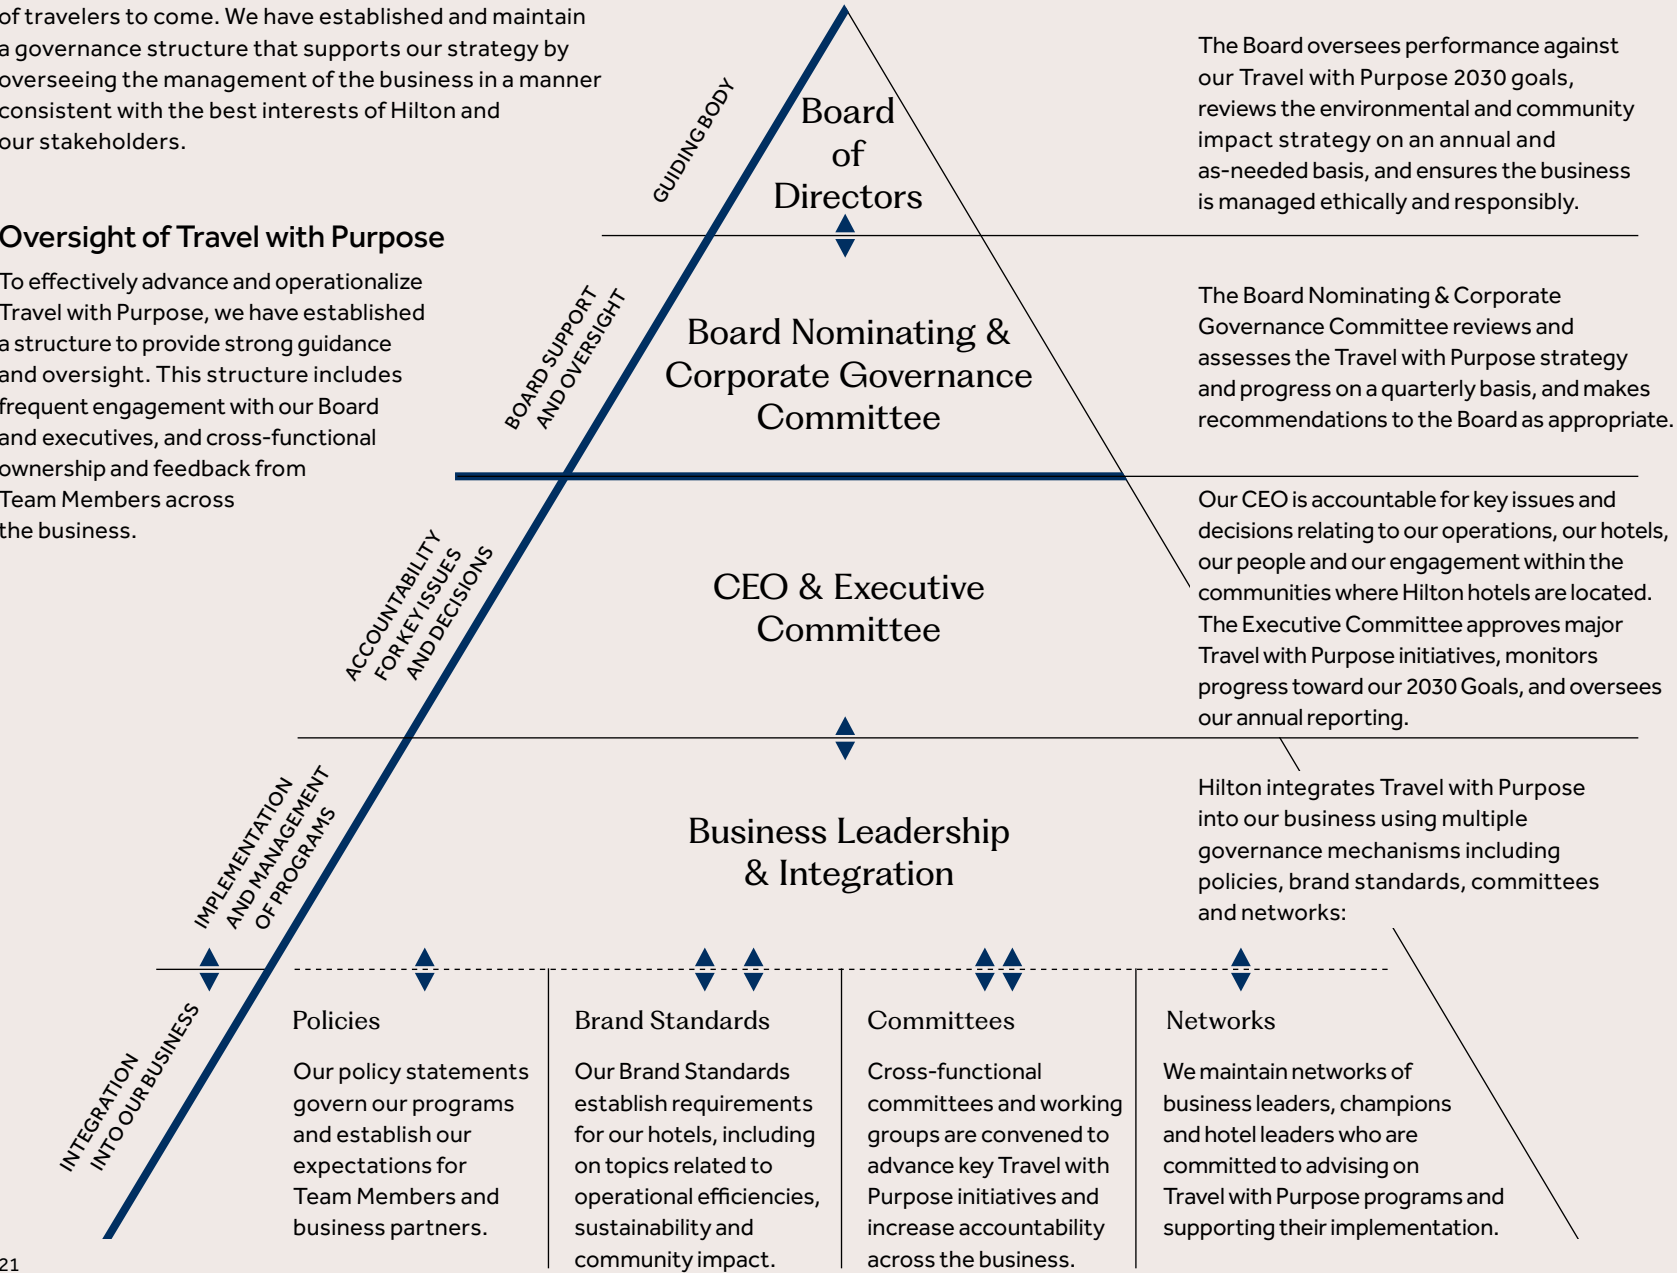 of travelers to come. We have established and maintain
a governance structure that supports our strategy by
overseeing the management of the business in a manner
consistent with the best interests of Hilton and
our stakeholders.
Oversight of Travel with Purpose
To effectively advance and operationalize
Travel with Purpose, we have established
a structure to provide strong guidance
and oversight. This structure includes
frequent engagement with our Board
and executives, and cross-functional
ownership and feedback from
Team Members across
the business.
GUIDING BODY
Board
of
Directors
The Board oversees performance against
our Travel with Purpose 2030 goals,
reviews the environmental and community
impact strategy on an annual and
as-needed basis, and ensures the business
is managed ethically and responsibly.
BOARD SUPPORT
AND OVERSIGHT
Board Nominating &
Corporate Governance
Committee
The Board Nominating & Corporate
Governance Committee reviews and
assesses the Travel with Purpose strategy
and progress on a quarterly basis, and makes
recommendations to the Board as appropriate.
ACCOUNTABILITY
FOR KEY ISSUES
AND DECISIONS
CEO & Executive
Committee
Our CEO is accountable for key issues and
decisions relating to our operations, our hotels,
our people and our engagement within the
communities where Hilton hotels are located.
The Executive Committee approves major
Travel with Purpose initiatives, monitors
progress toward our 2030 Goals, and oversees
our annual reporting.
IMPLEMENTATION
AND MANAGEMENT
OF PROGRAMS
Business Leadership
& Integration
Hilton integrates Travel with Purpose
into our business using multiple
governance mechanisms including
policies, brand standards, committees
and networks:
INTEGRATION
INTO OUR BUSINESS
Policies
Our policy statements
govern our programs
and establish our
expectations for
Team Members and
business partners.
Brand Standards
Our Brand Standards
establish requirements
for our hotels, including
on topics related to
operational efficiencies,
sustainability and
community impact.
Committees
Cross-functional
committees and working
groups are convened to
advance key Travel with
Purpose initiatives and
increase accountability
across the business.
Networks
We maintain networks of
business leaders, champions
and hotel leaders who are
committed to advising on
Travel with Purpose programs and
supporting their implementation.
21